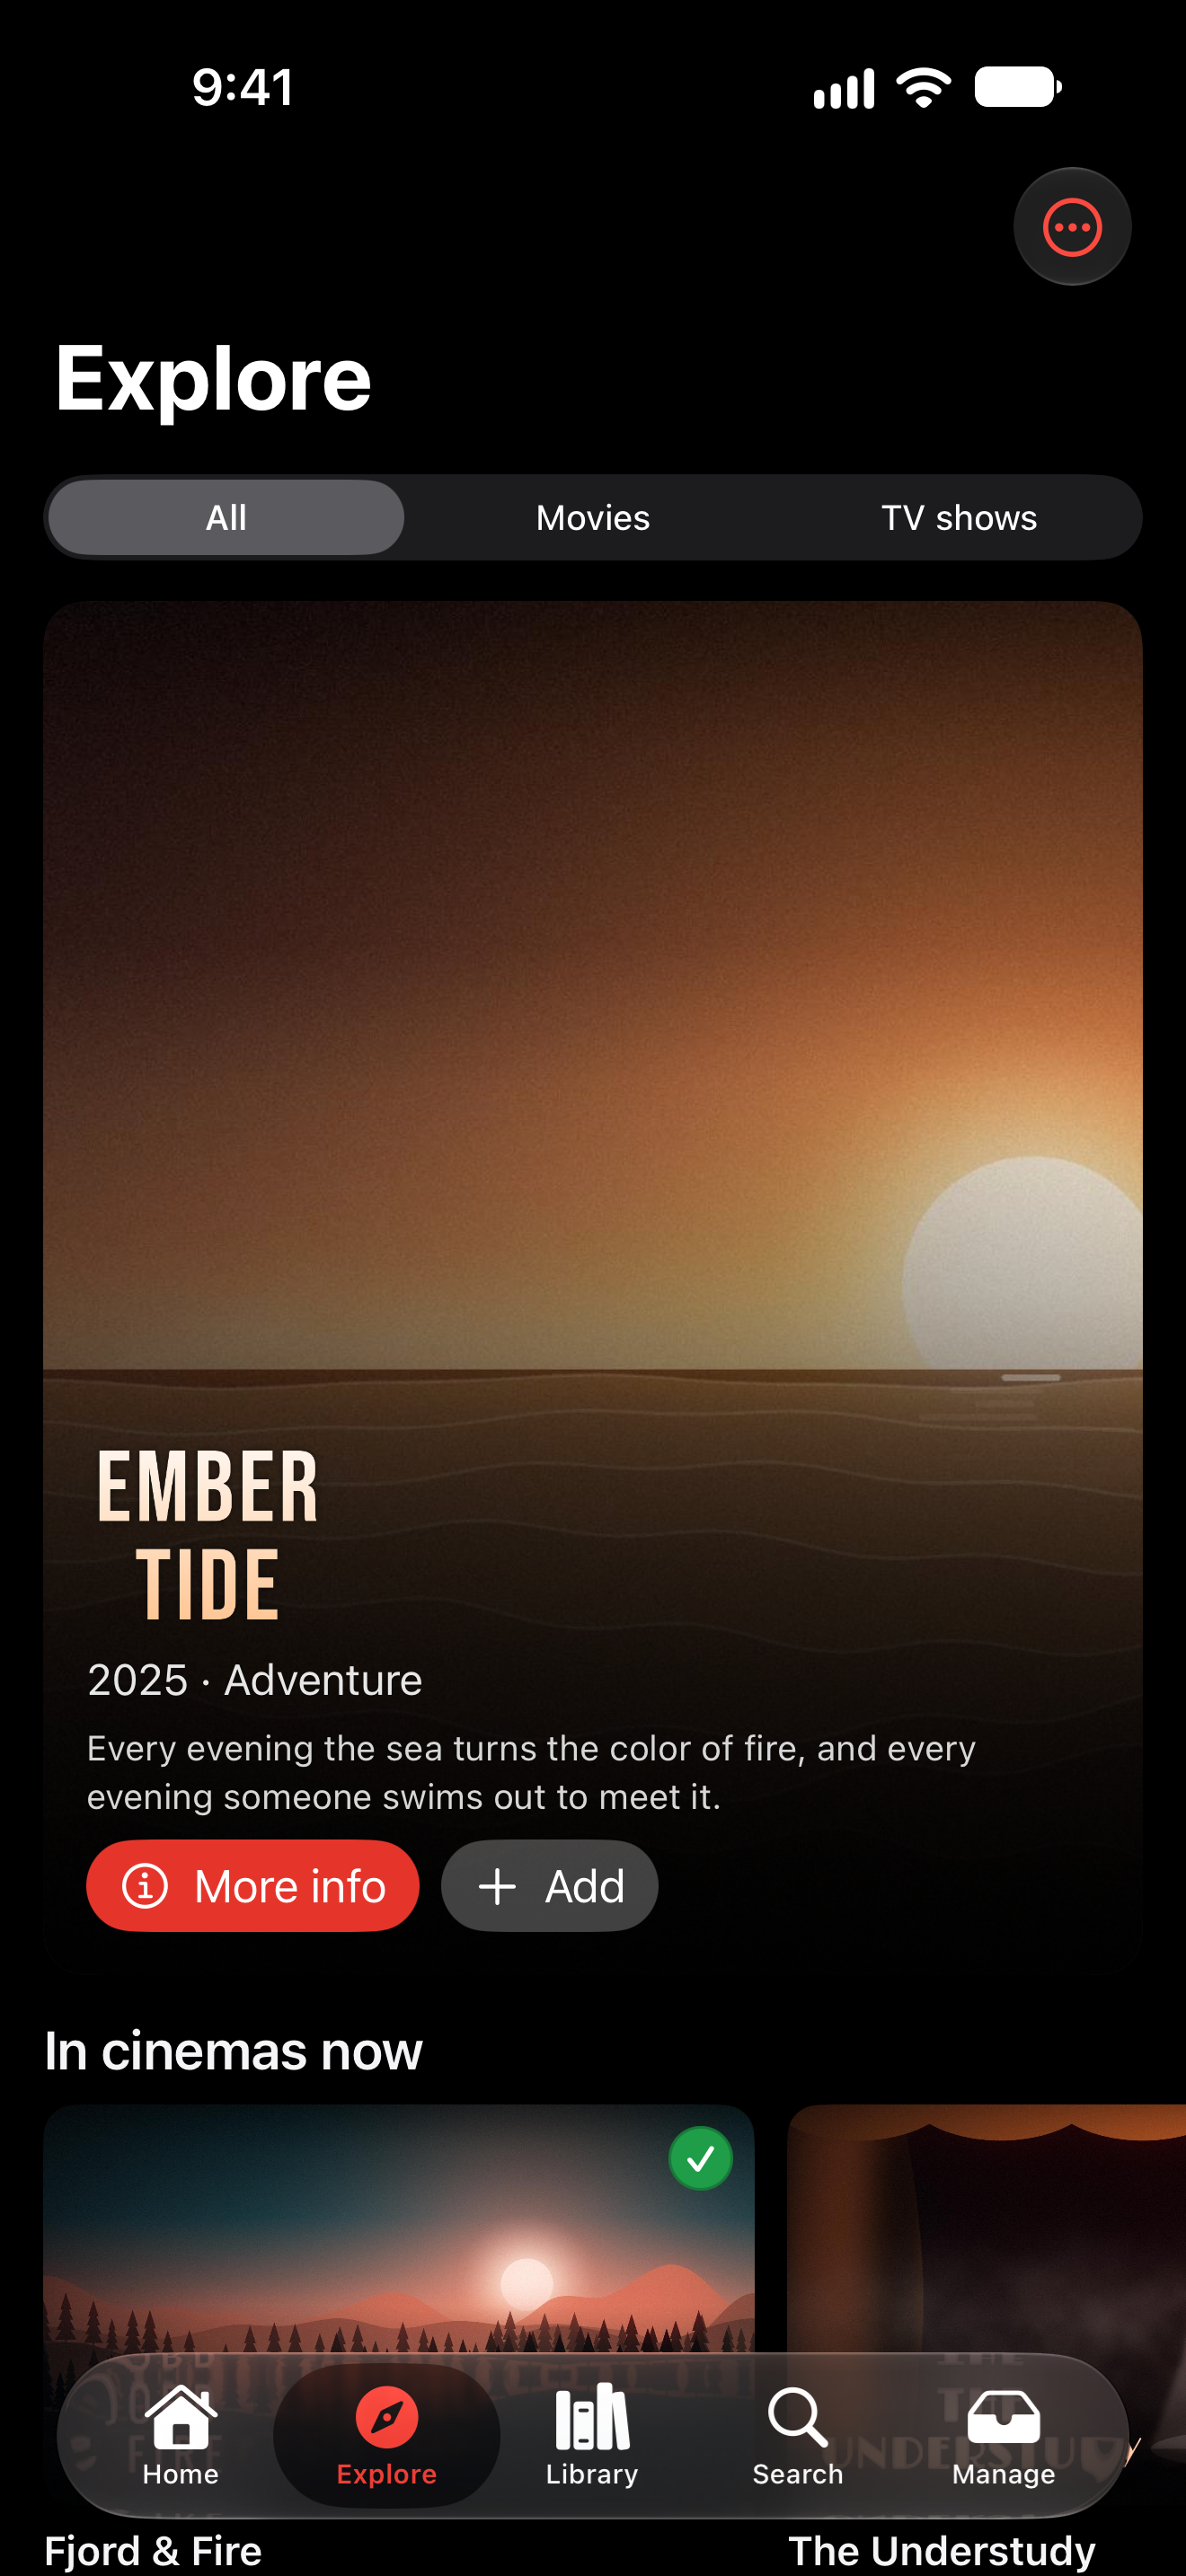 9:41
Explore
All
Movies
TV shows
EMBER
TIDE
2025 · Adventure
Every evening the sea turns the color of fire, and every
evening someone swims out to meet it.
More info
Add
In cinemas now
THE
UNDERSTUDY
Home
Explore
Library
Search
Manage
Fjord & Fire
The Understudy